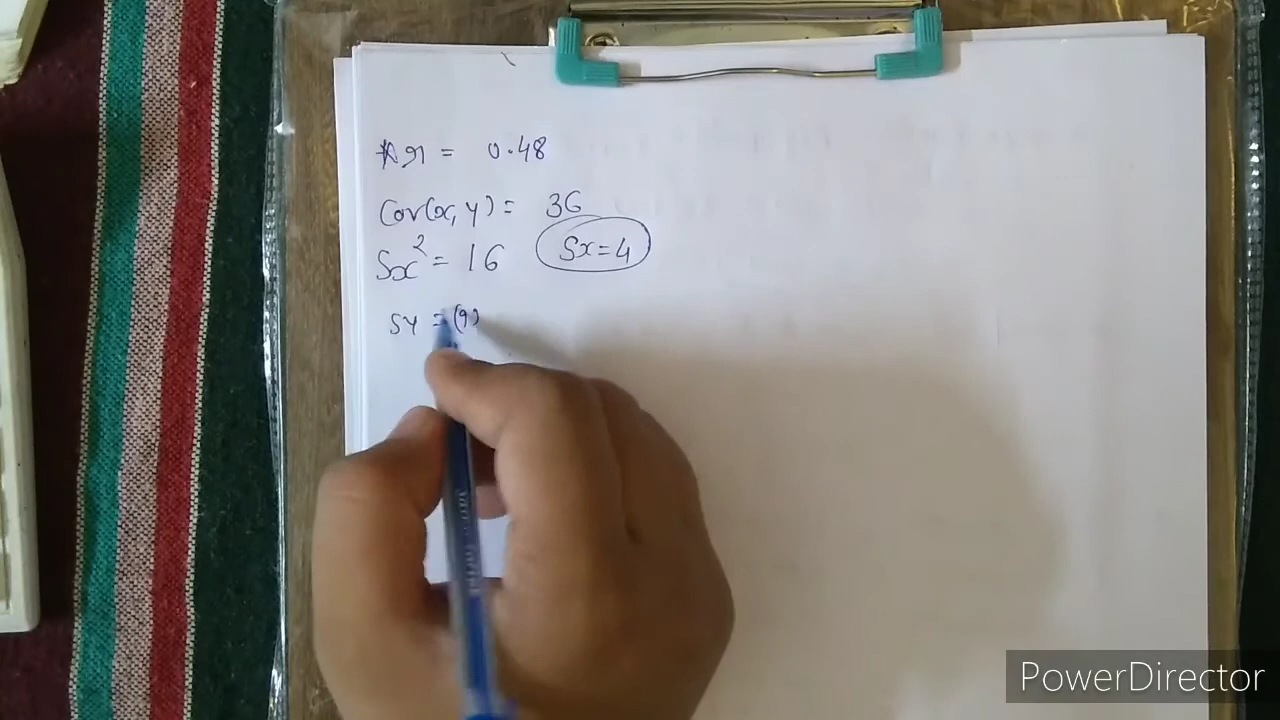 r = 0.48
Cov(x, y) = 36
Sx² = 16 Sx=4
Sy = (?)
PowerDirector